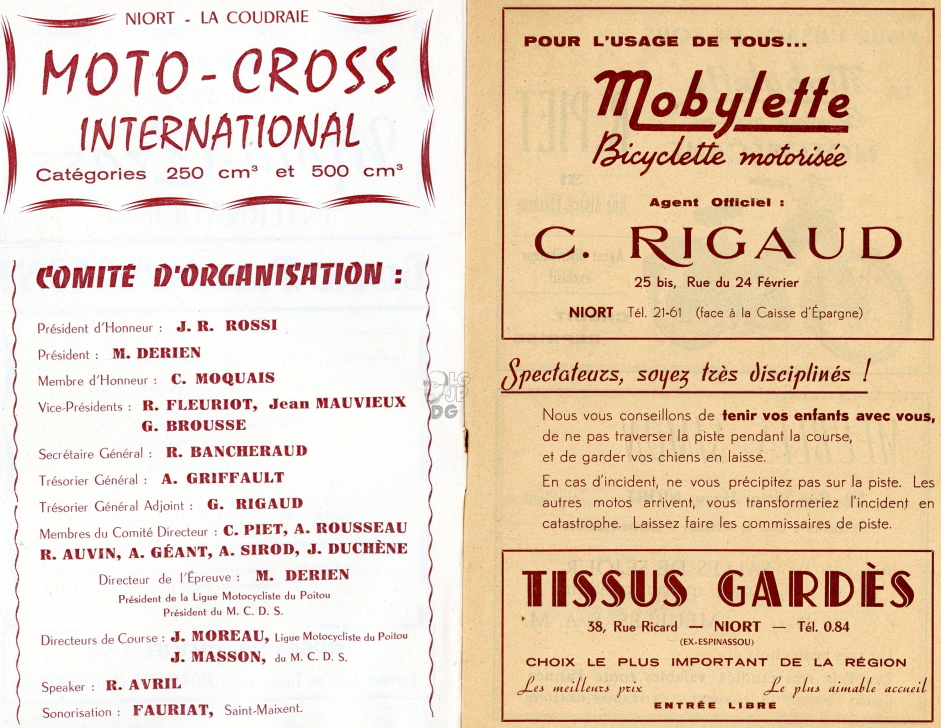 NIORT - LA COUDRAIE
MOTO-CROSS
INTERNATIONAL
Catégories 250 cm³ et 500 cm³
COMITÉ D'ORGANISATION :
Président d'Honneur : J. R. ROSSI
Président : M. DERIEN
Membre d'Honneur : C. MOQUAIS
Vice-Présidents : R. FLEURIOT, Jean MAUVIEUX
G. BROUSSE
Secrétaire Général : R. BANCHERAUD
Trésorier Général : A. GRIFFAULT
Trésorier Général Adjoint : G. RIGAUD
Membres du Comité Directeur : C. PIET, A. ROUSSEAU
R. AUVIN, A. GÉANT, A. SIROD, J. DUCHÈNE
Directeur de l'Épreuve : M. DERIEN
Président de la Ligue Motocycliste du Poitou
Président du M. C. D. S.
Directeurs de Course : J. MOREAU, Ligue Motocycliste du Poitou
J. MASSON, du M. C. D. S.
Speaker : R. AVRIL
Sonorisation : FAURIAT, Saint-Maixent.
POUR L'USAGE DE TOUS...
Mobylette
Bicyclette motorisée
Agent Officiel :
C. RIGAUD
25 bis, Rue du 24 Février
NIORT Tél. 21-61 (face à la Caisse d'Épargne)
Spectateurs, soyez très disciplinés !
Nous vous conseillons de tenir vos enfants avec vous,
de ne pas traverser la piste pendant la course,
et de garder vos chiens en laisse.
En cas d'incident, ne vous précipitez pas sur la piste. Les
autres motos arrivent, vous transformeriez l'incident en
catastrophe. Laissez faire les commissaires de piste.
TISSUS GARDÈS
38, Rue Ricard — NIORT — Tél. 0.84
(EX-ESPINASSOU)
CHOIX LE PLUS IMPORTANT DE LA RÉGION
Les meilleurs prix Le plus aimable accueil
ENTRÉE LIBRE